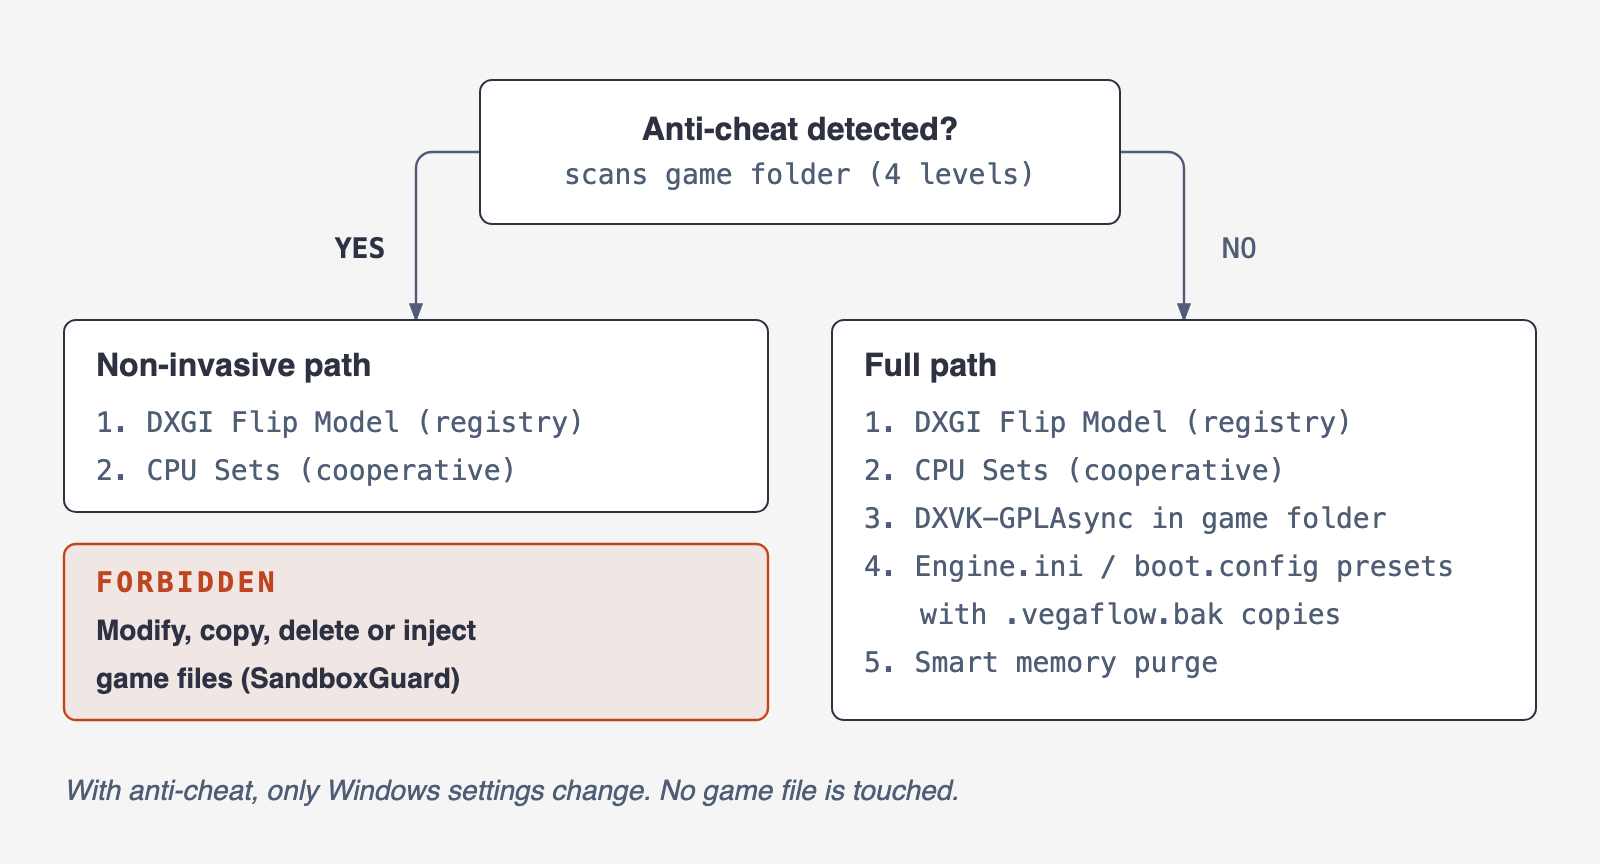 Anti-cheat detected?
scans game folder (4 levels)
YES
NO
Non-invasive path
1. DXGI Flip Model (registry)
2. CPU Sets (cooperative)
FORBIDDEN
Modify, copy, delete or inject
game files (SandboxGuard)
Full path
1. DXGI Flip Model (registry)
2. CPU Sets (cooperative)
3. DXVK–GPLAsync in game folder
4. Engine.ini / boot.config presets
with .vegaflow.bak copies
5. Smart memory purge
With anti-cheat, only Windows settings change. No game file is touched.